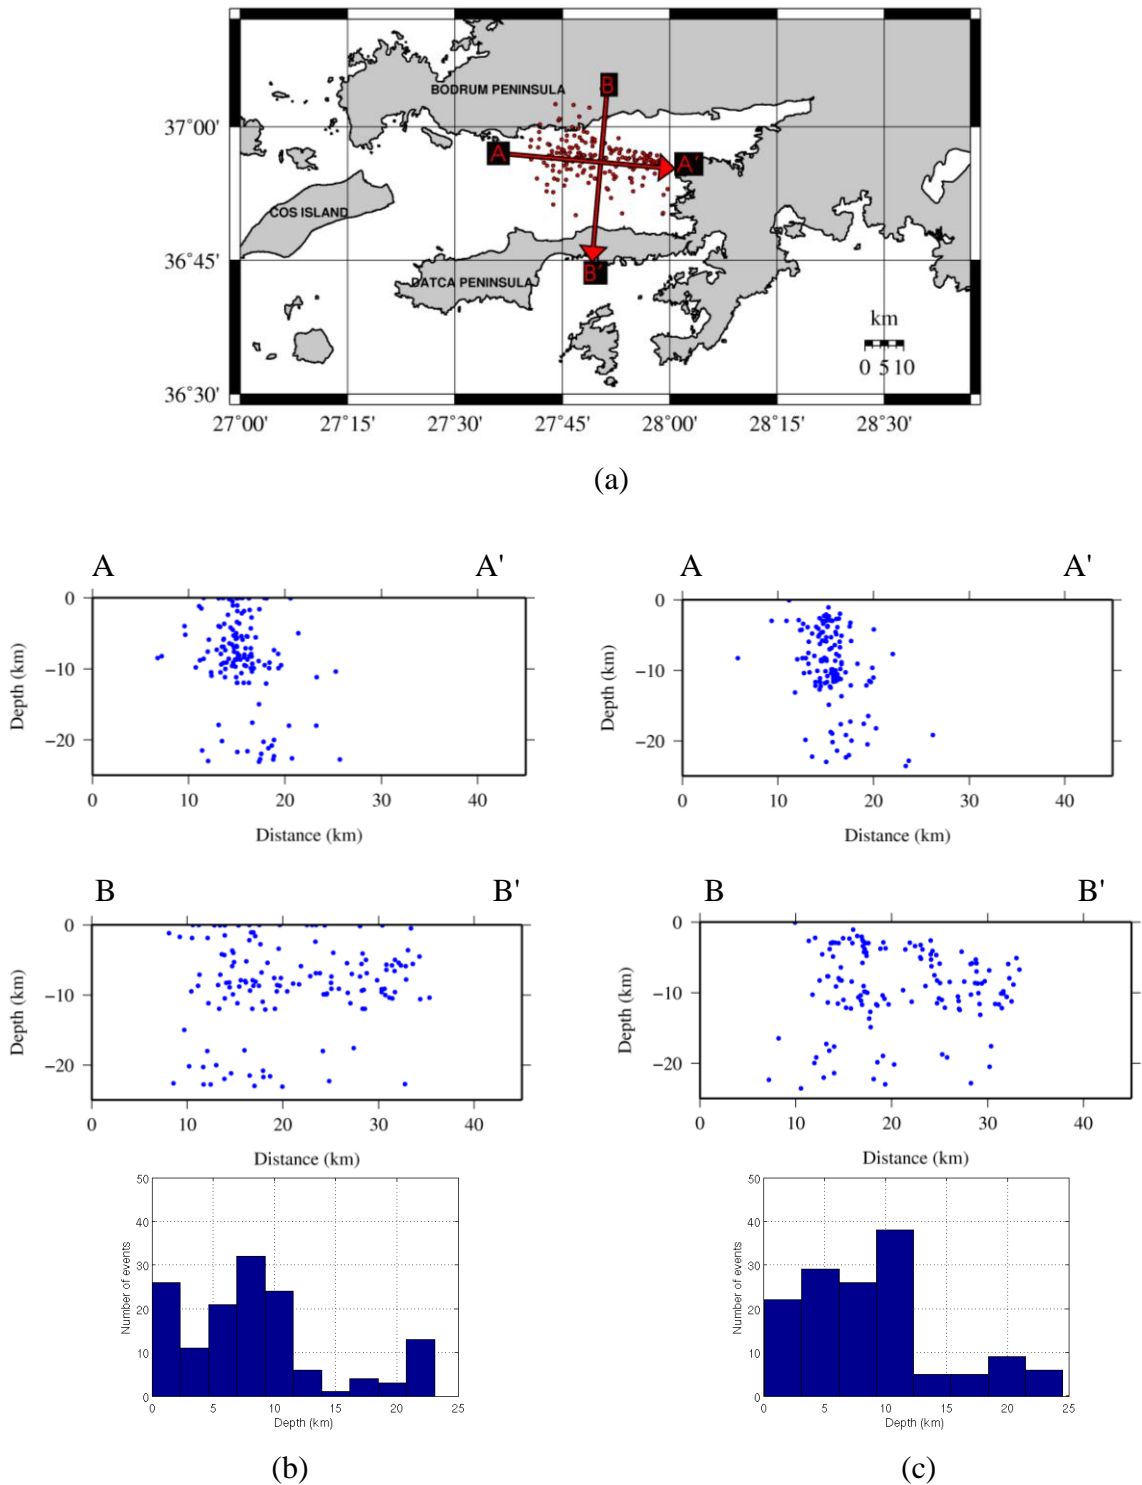 BODRUM PENINSULA
B
37°00'
A
A'
COS ISLAND
36°45'
B'
DATCA PENINSULA
km
0 5 10
36°30'
27°00' 27°15' 27°30' 27°45' 28°00' 28°15' 28°30'
(a)
A A' A A'
0
−10
−20
Depth (km)
0 10 20 30 40
Distance (km)
0
−10
−20
Depth (km)
0 10 20 30 40
Distance (km)
B B' B B'
0
−10
−20
Depth (km)
0 10 20 30 40
Distance (km)
0
−10
−20
Depth (km)
0 10 20 30 40
Distance (km)
50
40
30
20
10
0
Number of events
0 5 10 15 20 25
Depth (km)
50
40
30
20
10
0
Number of events
0 5 10 15 20 25
Depth (km)
(b) (c)